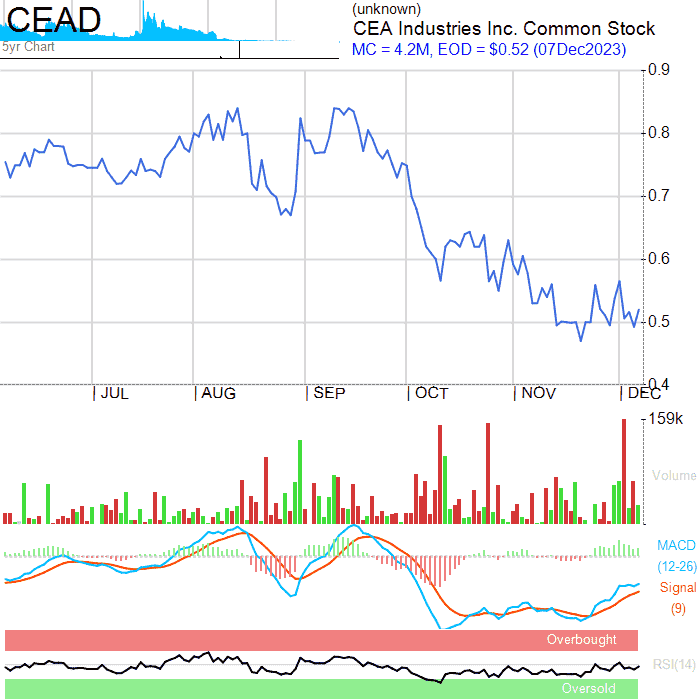 CEAD
5yr Chart
(unknown)
CEA Industries Inc. Common Stock
MC = 4.2M, EOD = $0.52 (07Dec2023)
0.9
0.8
0.7
0.6
0.5
0.4
JUL
AUG
SEP
OCT
NOV
DEC
159k
Volume
MACD
(12-26)
Signal
(9)
Overbought
RSI(14)
Oversold